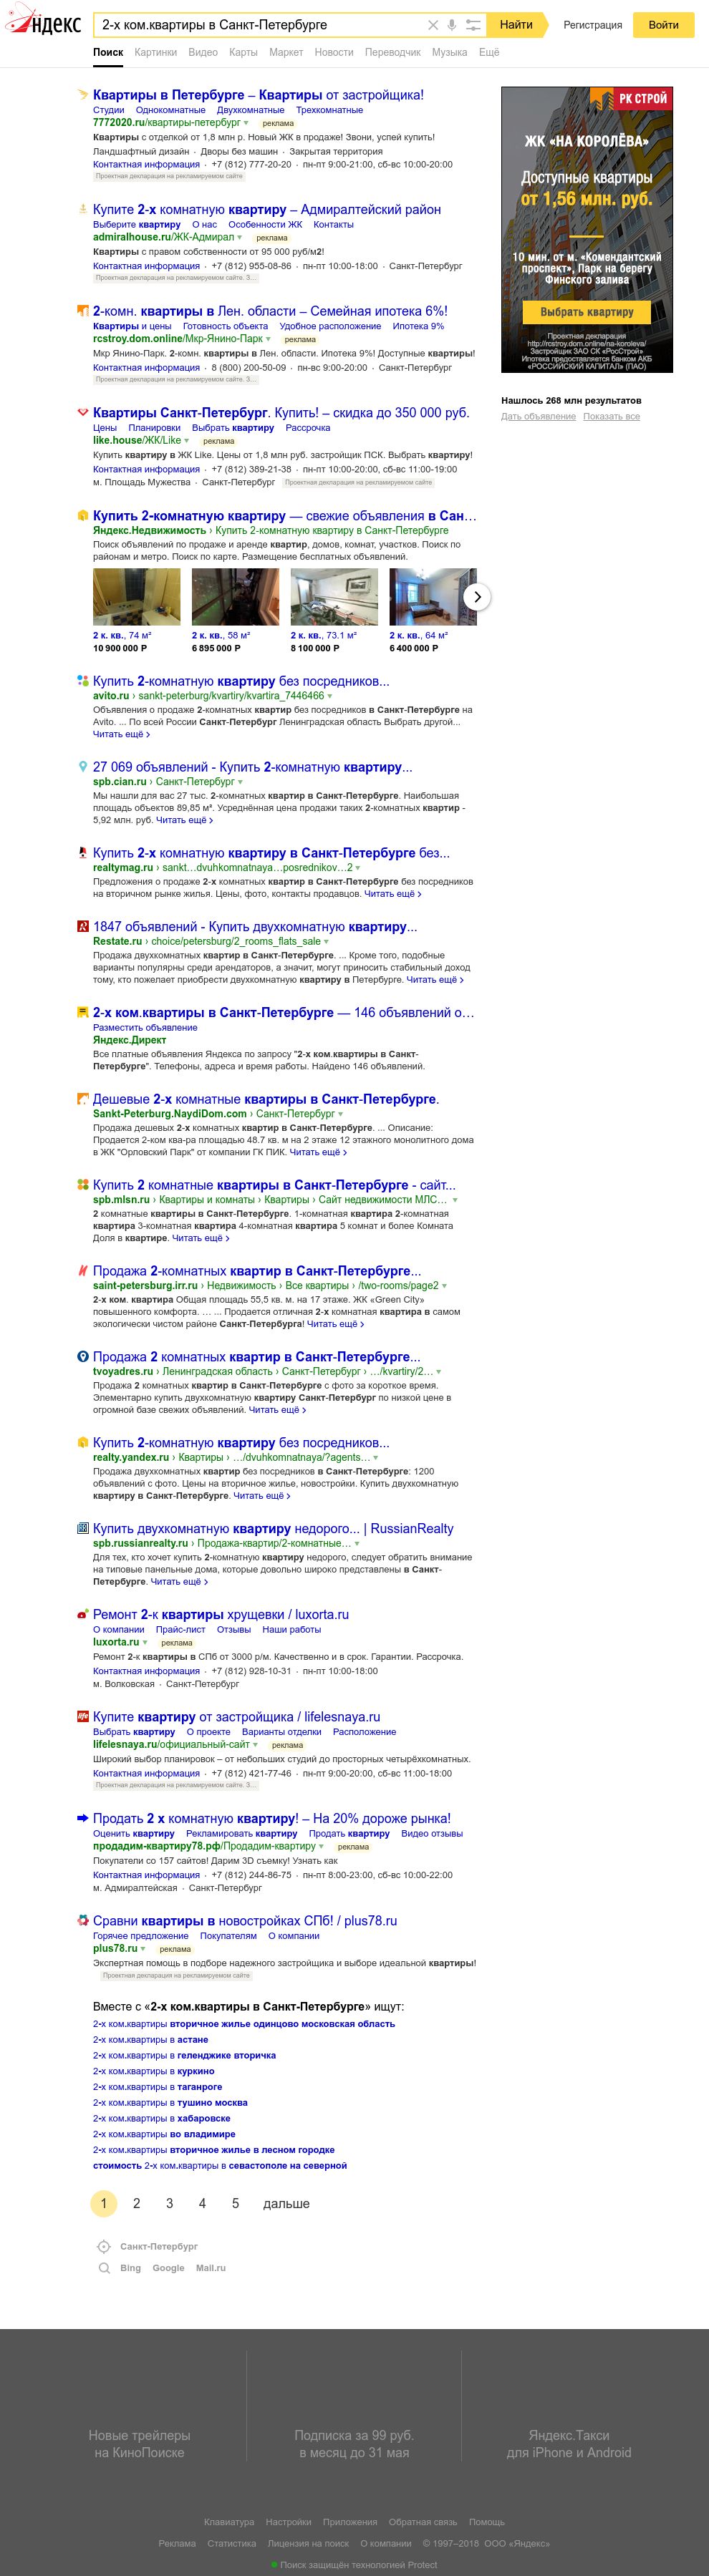 Яндекс
2-х ком.квартиры в Санкт-Петербурге
Найти
Регистрация
Войти
Поиск Картинки Видео Карты Маркет Новости Переводчик Музыка Ещё
Квартиры в Петербурге – Квартиры от застройщика!
Студии Однокомнатные Двухкомнатные Трехкомнатные
7772020.ru/квартиры-петербург реклама
Квартиры с отделкой от 1,8 млн р. Новый ЖК в продаже! Звони, успей купить!
Ландшафтный дизайн · Дворы без машин · Закрытая территория
Контактная информация · +7 (812) 777-20-20 · пн-пт 9:00-21:00, сб-вс 10:00-20:00
Проектная декларация на рекламируемом сайте
Купите 2-х комнатную квартиру – Адмиралтейский район
Выберите квартиру О нас Особенности ЖК Контакты
admiralhouse.ru/ЖК-Адмирал реклама
Квартиры с правом собственности от 95 000 руб/м2!
Контактная информация · +7 (812) 955-08-86 · пн-пт 10:00-18:00 · Санкт-Петербург
Проектная декларация на рекламируемом сайте. З...
2-комн. квартиры в Лен. области – Семейная ипотека 6%!
Квартиры и цены Готовность объекта Удобное расположение Ипотека 9%
rcstroy.dom.online/Мкр-Янино-Парк реклама
Мкр Янино-Парк. 2-комн. квартиры в Лен. области. Ипотека 9%! Доступные квартиры!
Контактная информация · 8 (800) 200-50-09 · пн-вс 9:00-20:00 · Санкт-Петербург
Проектная декларация на рекламируемом сайте. З...
Квартиры Санкт-Петербург. Купить! – скидка до 350 000 руб.
Цены Планировки Выбрать квартиру Рассрочка
like.house/ЖК/Like реклама
Купить квартиру в ЖК Like. Цены от 1,8 млн руб. застройщик ПСК. Выбрать квартиру!
Контактная информация · +7 (812) 389-21-38 · пн-пт 10:00-20:00, сб-вс 11:00-19:00
м. Площадь Мужества · Санкт-Петербург Проектная декларация на рекламируемом сайте
Купить 2-комнатную квартиру — свежие объявления в Сан...
Яндекс.Недвижимость › Купить 2-комнатную квартиру в Санкт-Петербурге
Поиск объявлений по продаже и аренде квартир, домов, комнат, участков. Поиск по
районам и метро. Поиск по карте. Размещение бесплатных объявлений.
2 к. кв., 74 м² 2 к. кв., 58 м² 2 к. кв., 73.1 м² 2 к. кв., 64 м²
10 900 000 Р 6 895 000 Р 8 100 000 Р 6 400 000 Р
Купить 2-комнатную квартиру без посредников...
avito.ru › sankt-peterburg/kvartiry/kvartira_7446466
Объявления о продаже 2-комнатных квартир без посредников в Санкт-Петербурге на
Avito. ... По всей России Санкт-Петербург Ленинградская область Выбрать другой...
Читать ещё
27 069 объявлений - Купить 2-комнатную квартиру...
spb.cian.ru › Санкт-Петербург
Мы нашли для вас 27 тыс. 2-комнатных квартир в Санкт-Петербурге. Наибольшая
площадь объектов 89,85 м². Усреднённая цена продажи таких 2-комнатных квартир -
5,92 млн. руб. Читать ещё
Купить 2-х комнатную квартиру в Санкт-Петербурге без...
realtymag.ru › sankt...dvuhkomnatnaya...posrednikov...2
Предложения о продаже 2-х комнатных квартир в Санкт-Петербурге без посредников
на вторичном рынке жилья. Цены, фото, контакты продавцов. Читать ещё
1847 объявлений - Купить двухкомнатную квартиру...
Restate.ru › choice/petersburg/2_rooms_flats_sale
Продажа двухкомнатных квартир в Санкт-Петербурге. ... Кроме того, подобные
варианты популярны среди арендаторов, а значит, могут приносить стабильный доход
тому, кто пожелает приобрести двухкомнатную квартиру в Петербурге. Читать ещё
2-х ком.квартиры в Санкт-Петербурге — 146 объявлений о...
Разместить объявление
Яндекс.Директ
Все платные объявления Яндекса по запросу "2-х ком.квартиры в Санкт-
Петербурге". Телефоны, адреса и время работы. Найдено 146 объявлений.
Дешевые 2-х комнатные квартиры в Санкт-Петербурге.
Sankt-Peterburg.NaydiDom.com › Санкт-Петербург
Продажа дешевых 2-х комнатных квартир в Санкт-Петербурге. ... Описание:
Продается 2-ком ква-ра площадью 48.7 кв. м на 2 этаже 12 этажного монолитного дома
в ЖК "Орловский Парк" от компании ГК ПИК. Читать ещё
Купить 2 комнатные квартиры в Санкт-Петербурге - сайт...
spb.mlsn.ru › Квартиры и комнаты › Квартиры › Сайт недвижимости МЛС...
2 комнатные квартиры в Санкт-Петербурге. 1-комнатная квартира 2-комнатная
квартира 3-комнатная квартира 4-комнатная квартира 5 комнат и более Комната
Доля в квартире. Читать ещё
Продажа 2-комнатных квартир в Санкт-Петербурге...
saint-petersburg.irr.ru › Недвижимость › Все квартиры › /two-rooms/page2
2-х ком. квартира Общая площадь 55,5 кв. м. на 17 этаже. ЖК «Green City»
повышенного комфорта. ... ... Продается отличная 2-х комнатная квартира в самом
экологически чистом районе Санкт-Петербурга! Читать ещё
Продажа 2 комнатных квартир в Санкт-Петербурге...
tvoyadres.ru › Ленинградская область › Санкт-Петербург › .../kvartiry/2...
Продажа 2 комнатных квартир в Санкт-Петербурге с фото за короткое время.
Элементарно купить двухкомнатную квартиру Санкт-Петербург по низкой цене в
огромной базе свежих объявлений. Читать ещё
Купить 2-комнатную квартиру без посредников...
realty.yandex.ru › Квартиры › .../dvuhkomnatnaya/?agents...
Продажа двухкомнатных квартир без посредников в Санкт-Петербурге: 1200
объявлений с фото. Цены на вторичное жилье, новостройки. Купить двухкомнатную
квартиру в Санкт-Петербурге. Читать ещё
Купить двухкомнатную квартиру недорого... | RussianRealty
spb.russianrealty.ru › Продажа-квартир/2-комнатные...
Для тех, кто хочет купить 2-комнатную квартиру недорого, следует обратить внимание
на типовые панельные дома, которые довольно широко представлены в Санкт-
Петербурге. Читать ещё
Ремонт 2-к квартиры хрущевки / luxorta.ru
О компании Прайс-лист Отзывы Наши работы
luxorta.ru реклама
Ремонт 2-к квартиры в СПб от 3000 р/м. Качественно и в срок. Гарантии. Рассрочка.
Контактная информация · +7 (812) 928-10-31 · пн-пт 10:00-18:00
м. Волковская · Санкт-Петербург
Купите квартиру от застройщика / lifelesnaya.ru
Выбрать квартиру О проекте Варианты отделки Расположение
lifelesnaya.ru/официальный-сайт реклама
Широкий выбор планировок – от небольших студий до просторных четырёхкомнатных.
Контактная информация · +7 (812) 421-77-46 · пн-пт 9:00-20:00, сб-вс 11:00-18:00
Проектная декларация на рекламируемом сайте. З...
Продать 2 х комнатную квартиру! – На 20% дороже рынка!
Оценить квартиру Рекламировать квартиру Продать квартиру Видео отзывы
продадим-квартиру78.рф/Продадим-квартиру реклама
Покупатели со 157 сайтов! Дарим 3D съемку! Узнать как
Контактная информация · +7 (812) 244-86-75 · пн-пт 8:00-23:00, сб-вс 10:00-22:00
м. Адмиралтейская · Санкт-Петербург
Сравни квартиры в новостройках СПб! / plus78.ru
Горячее предложение Покупателям О компании
plus78.ru реклама
Экспертная помощь в подборе надежного застройщика и выборе идеальной квартиры!
Проектная декларация на рекламируемом сайте
Вместе с «2-х ком.квартиры в Санкт-Петербурге» ищут:
2-х ком.квартиры вторичное жилье одинцово московская область
2-х ком.квартиры в астане
2-х ком.квартиры в геленджике вторичка
2-х ком.квартиры в куркино
2-х ком.квартиры в таганроге
2-х ком.квартиры в тушино москва
2-х ком.квартиры в хабаровске
2-х ком.квартиры во владимире
2-х ком.квартиры вторичное жилье в лесном городке
стоимость 2-х ком.квартиры в севастополе на северной
1 2 3 4 5 дальше
Санкт-Петербург
Bing Google Mail.ru
РК СТРОЙ
ЖК «НА КОРОЛЁВА»
Доступные квартиры
от 1,56 млн. руб.
10 мин. от м. «Комендантский
проспект», Парк на берегу
Финского залива
Выбрать квартиру
Проектная декларация
http://rcstroy.dom.online/na-koroleva/
Застройщик ЗАО СК «РосСтрой»
Ипотека предоставляется банком АКБ
«РОССИЙСКИЙ КАПИТАЛ» (ПАО)
Нашлось 268 млн результатов
Дать объявление Показать все
Новые трейлеры
на КиноПоиске
Подписка за 99 руб.
в месяц до 31 мая
Яндекс.Такси
для iPhone и Android
Клавиатура Настройки Приложения Обратная связь Помощь
Реклама Статистика Лицензия на поиск О компании © 1997–2018 ООО «Яндекс»
Поиск защищён технологией Protect